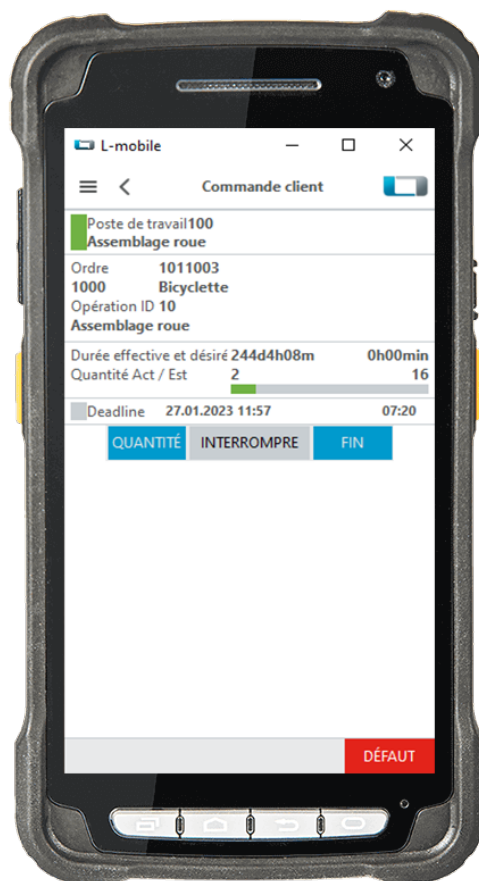 L-mobile
Commande client
Poste de travail100
Assemblage roue
Ordre 1011003
1000 Bicyclette
Opération ID 10
Assemblage roue
Durée effective et désiré 244d4h08m 0h00min
Quantité Act / Est 2 16
Deadline 27.01.2023 11:57 07:20
QUANTITÉ INTERROMPRE FIN
DÉFAUT